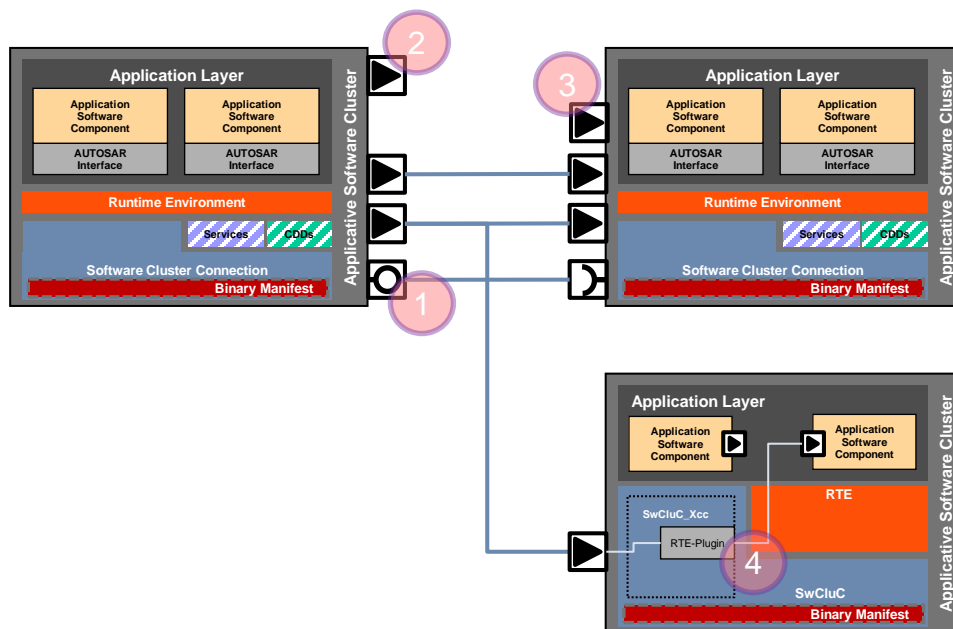 2
Application Layer
Application
Software
Component
Application
Software
Component
AUTOSAR
Interface
AUTOSAR
Interface
Runtime Environment
Services
CDDs
Software Cluster Connection
Binary Manifest
Applicative Software Cluster
1
3
Application Layer
Application
Software
Component
Application
Software
Component
AUTOSAR
Interface
AUTOSAR
Interface
Runtime Environment
Services
CDDs
Software Cluster Connection
Binary Manifest
Applicative Software Cluster
Application Layer
Application
Software
Component
Application
Software
Component
RTE
SwCluC_Xcc
RTE-Plugin
4
SwCluC
Binary Manifest
Applicative Software Cluster